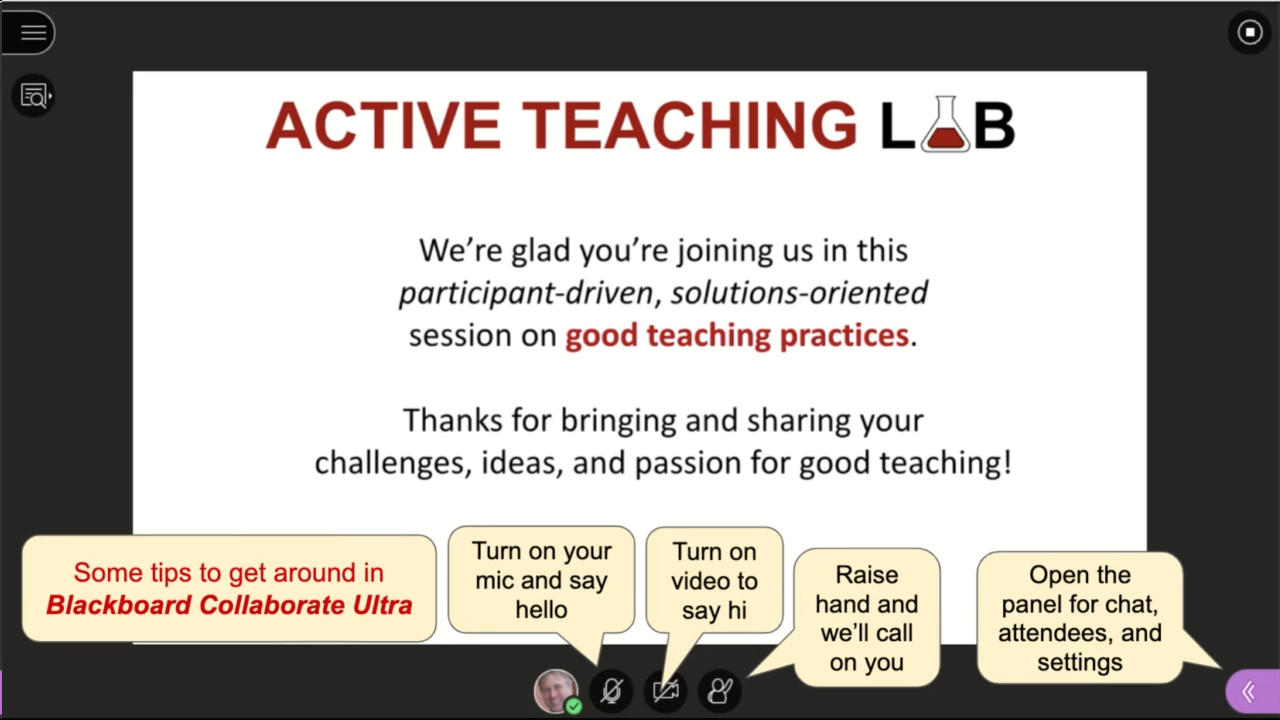 ACTIVE TEACHING LAB
We’re glad you’re joining us in this
participant-driven, solutions-oriented
session on good teaching practices.
Thanks for bringing and sharing your
challenges, ideas, and passion for good teaching!
Some tips to get around in
Blackboard Collaborate Ultra
Turn on your
mic and say
hello
Turn on
video to
say hi
Raise
hand and
we’ll call
on you
Open the
panel for chat,
attendees, and
settings